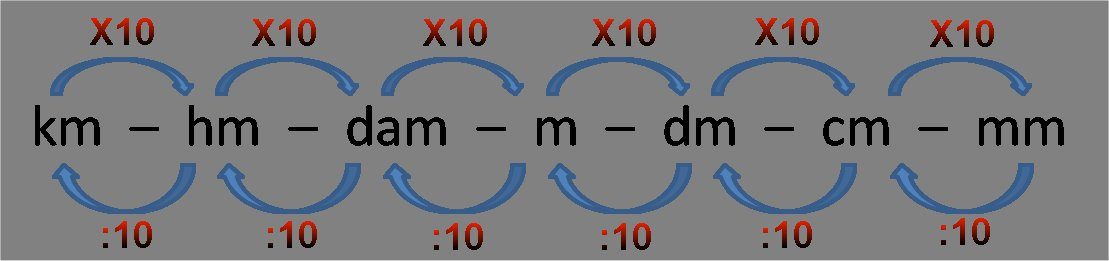 X10 X10 X10 X10 X10 X10
km – hm – dam – m – dm – cm – mm
:10 :10 :10 :10 :10 :10